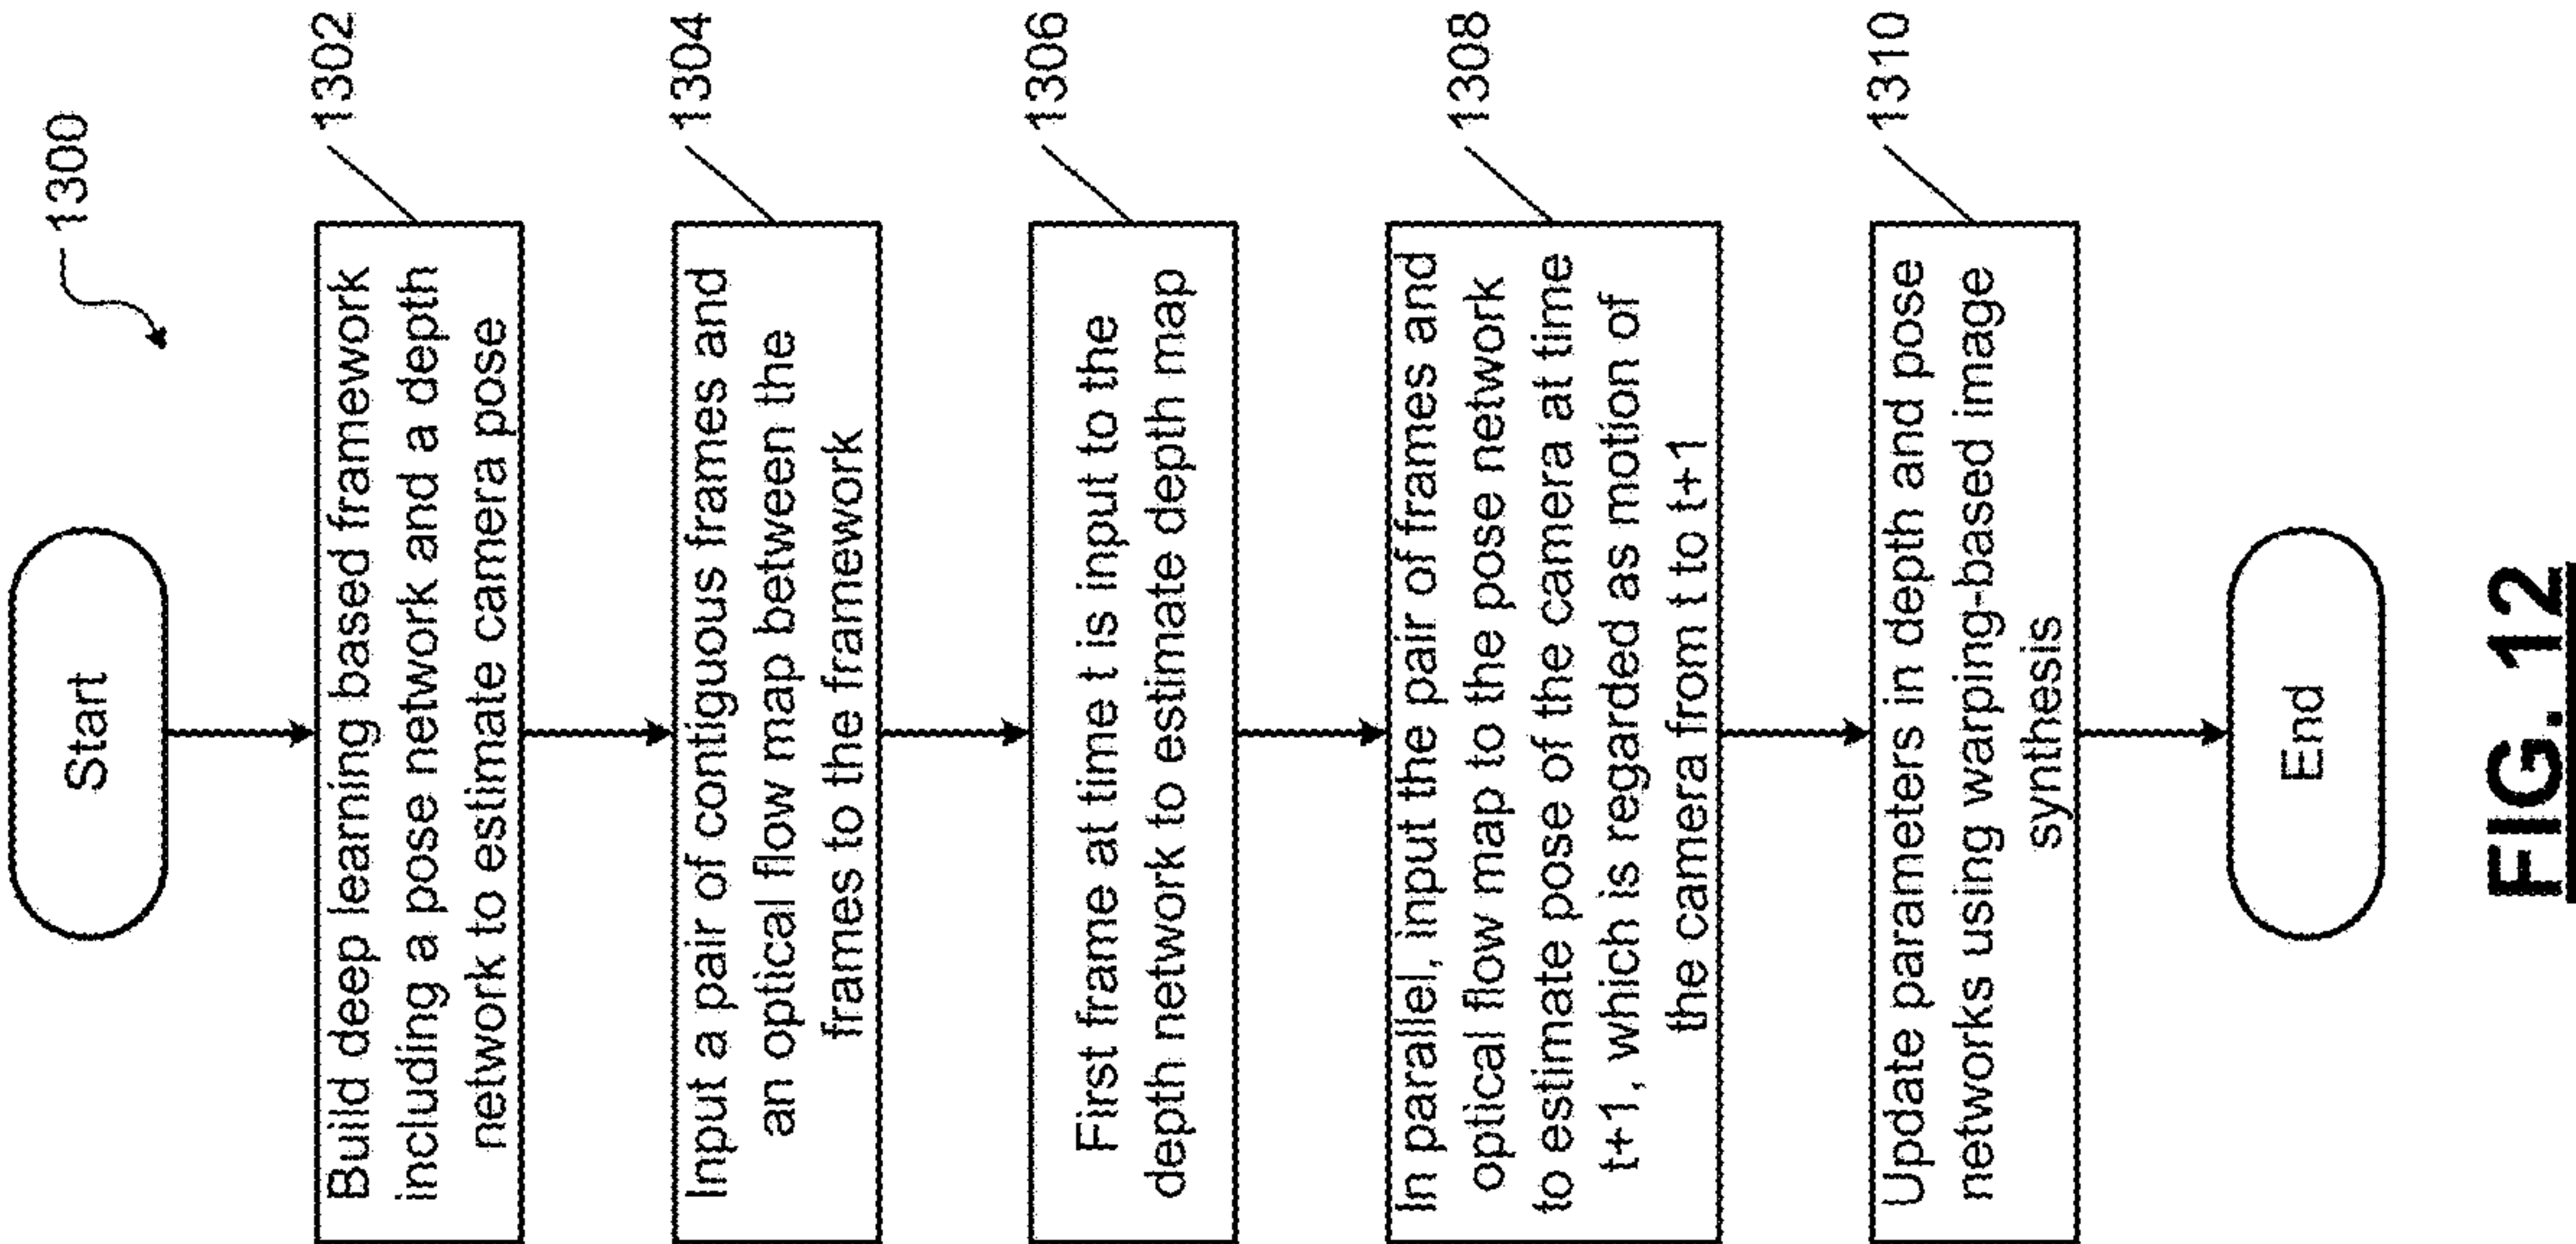 1300
Start
1302
Build deep learning based framework
including a pose network and a depth
network to estimate camera pose
1304
Input a pair of contiguous frames and
an optical flow map between the
frames to the framework
1306
First frame at time t is input to the
depth network to estimate depth map
1308
In parallel, input the pair of frames and
optical flow map to the pose network
to estimate pose of the camera at time
t+1, which is regarded as motion of
the camera from t to t+1
1310
Update parameters in depth and pose
networks using warping-based image
synthesis
End
FIG. 12